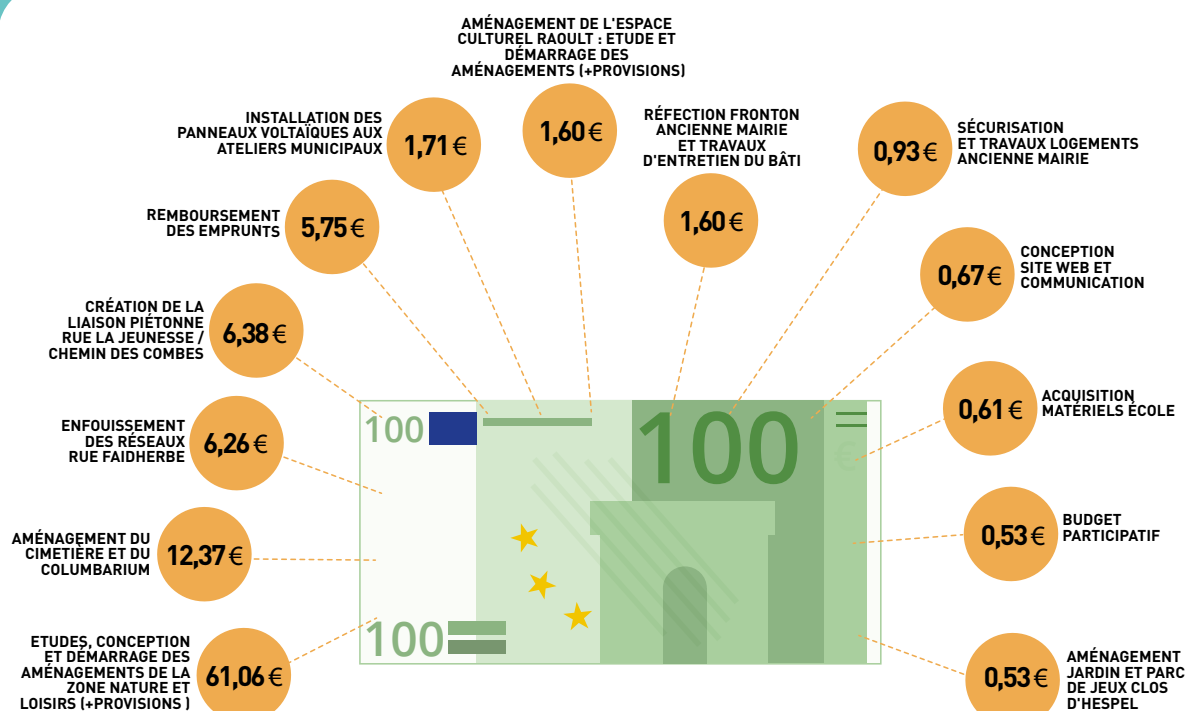 AMÉNAGEMENT DE L'ESPACE
CULTUREL RAOULT : ETUDE ET
DÉMARRAGE DES
AMÉNAGEMENTS (+PROVISIONS)
1,60 €
INSTALLATION DES
PANNEAUX VOLTAÏQUES AUX
ATELIERS MUNICIPAUX
1,71 €
RÉFECTION FRONTON
ANCIENNE MAIRIE
ET TRAVAUX
D'ENTRETIEN DU BÂTI
1,60 €
0,93 €
SÉCURISATION
ET TRAVAUX LOGEMENTS
ANCIENNE MAIRIE
REMBOURSEMENT
DES EMPRUNTS
5,75 €
0,67 €
CONCEPTION
SITE WEB ET
COMMUNICATION
CRÉATION DE LA
LIAISON PIÉTONNE
RUE LA JEUNESSE /
CHEMIN DES COMBES
6,38 €
0,61 €
ACQUISITION
MATÉRIELS ÉCOLE
ENFOUISSEMENT
DES RÉSEAUX
RUE FAIDHERBE
6,26 €
100
100
€
AMÉNAGEMENT DU
CIMETIÈRE ET DU
COLUMBARIUM
12,37 €
0,53 €
BUDGET
PARTICIPATIF
100
ETUDES, CONCEPTION
ET DÉMARRAGE DES
AMÉNAGEMENTS DE LA
ZONE NATURE ET
LOISIRS (+PROVISIONS )
61,06 €
0,53 €
AMÉNAGEMENT
JARDIN ET PARC
DE JEUX CLOS
D'HESPEL